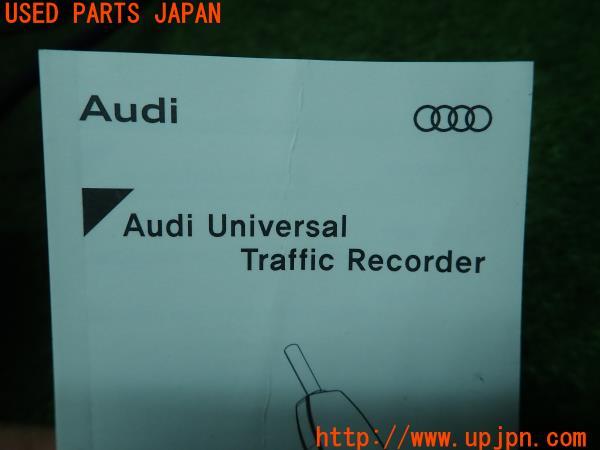 USED PARTS JAPAN
Audi
Audi Universal
Traffic Recorder
http://www.upjpn.com